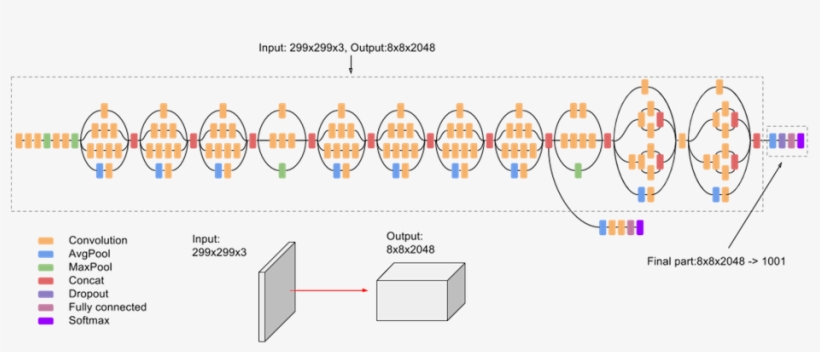 Input: 299x299x3, Output:8x8x2048
Convolution
AvgPool
MaxPool
Concat
Dropout
Fully connected
Softmax
Input:
299x299x3
Output:
8x8x2048
Final part:8x8x2048 -> 1001